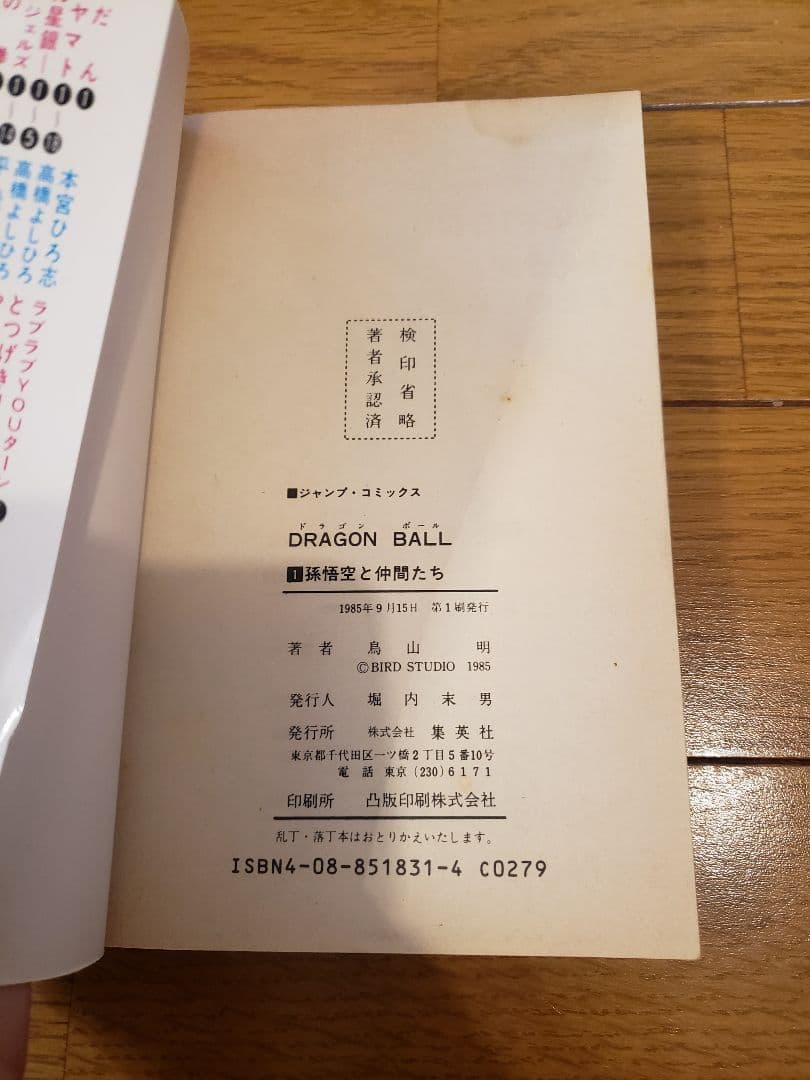 本宮ひろ志
高橋よしひろ
高橋よしひろ
ラブラブYOUターン
検印省略
著者承認済
■ジャンプ・コミックス
ドラゴン ボール
DRAGON BALL
1 孫悟空と仲間たち
1985年9月15日 第1刷発行
著者 鳥山 明
©BIRD STUDIO 1985
発行人 堀内末男
発行所 株式会社 集英社
東京都千代田区一ツ橋2丁目5番10号
電話 東京(230)6171
印刷所 凸版印刷株式会社
乱丁・落丁本はおとりかえいたします。
ISBN4-08-851831-4 C0279